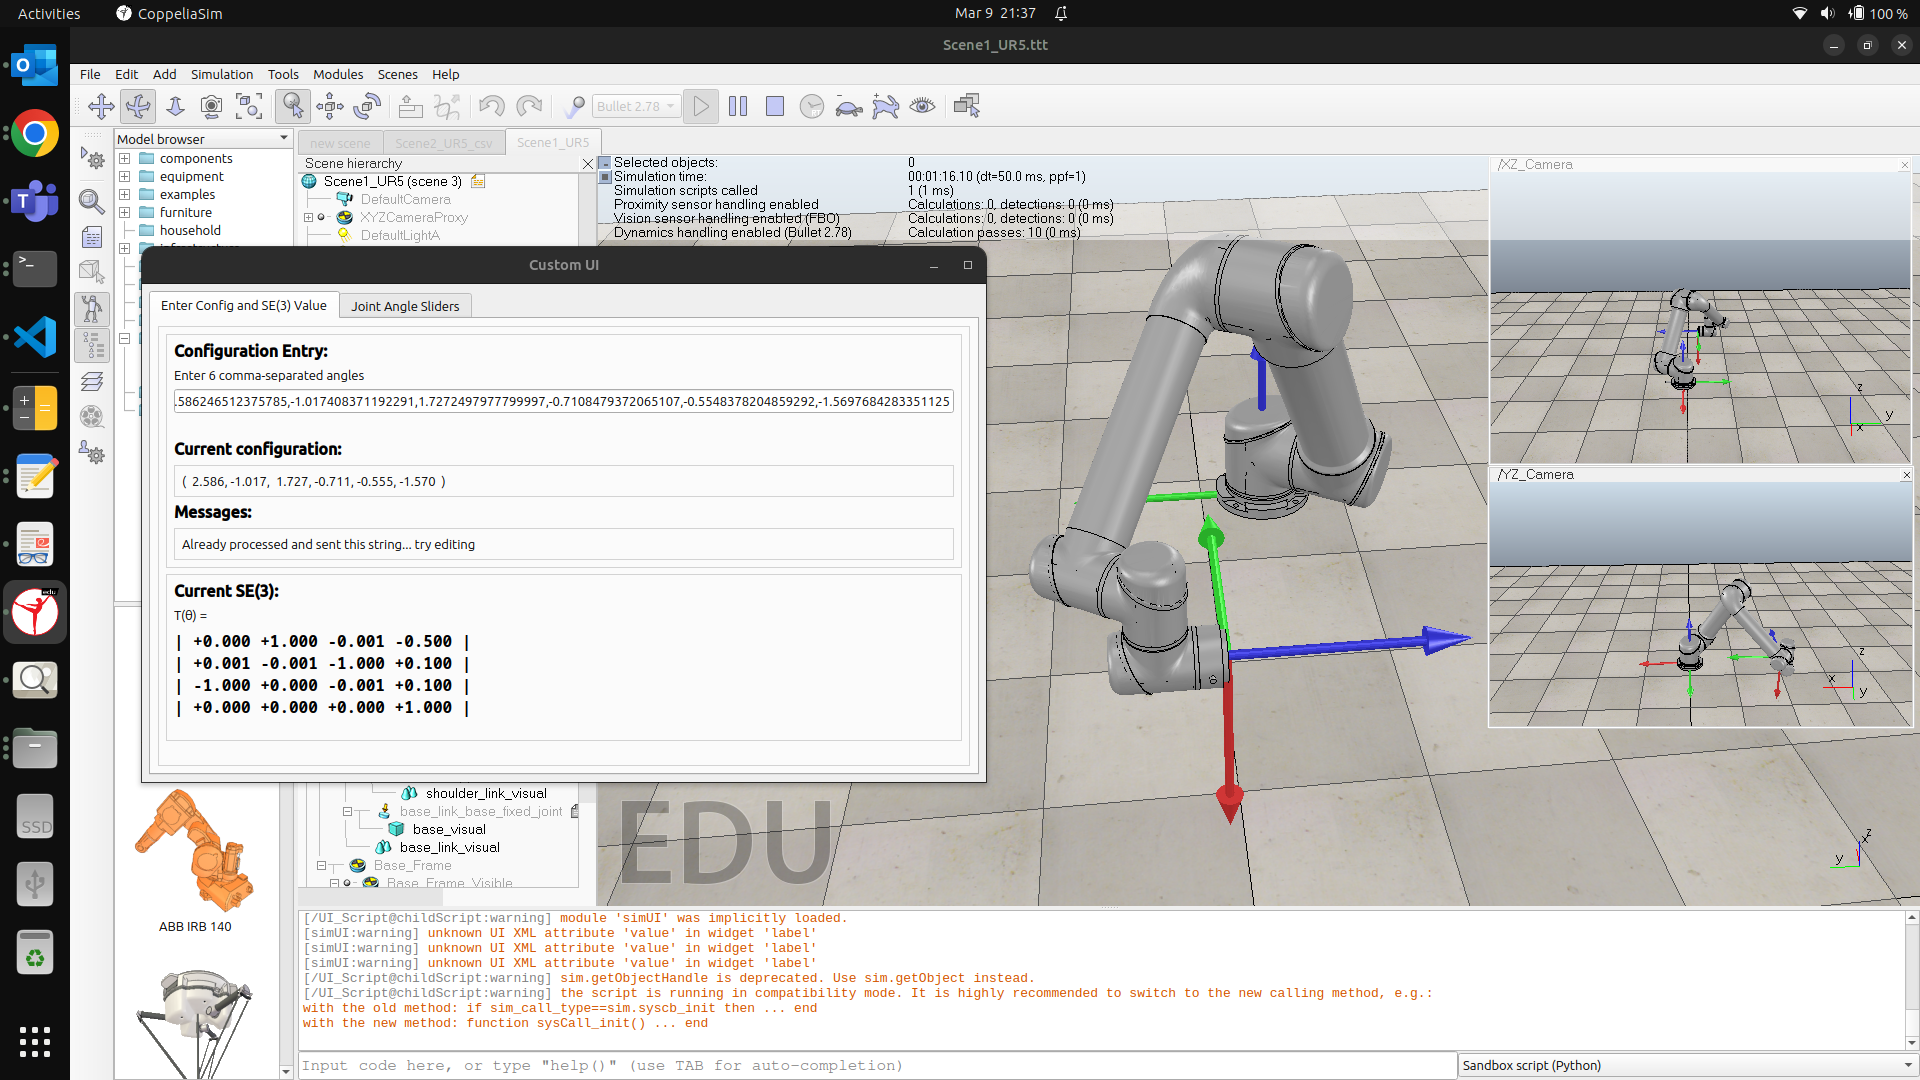 Activities
CoppeliaSim
Mar 9 21:37
100 %
Scene1_UR5.ttt
File Edit Add Simulation Tools Modules Scenes Help
Bullet 2.78
Model browser
components
equipment
examples
furniture
household
new scene
Scene2_UR5_csv
Scene1_UR5
Scene hierarchy
Scene1_UR5 (scene 3)
DefaultCamera
XYZCameraProxy
DefaultLightA
Selected objects: 0
Simulation time: 00:01:16.10 (dt=50.0 ms, ppf=1)
Simulation scripts called 1 (1 ms)
Proximity sensor handling enabled Calculations: 0, detections: 0 (0 ms)
Vision sensor handling enabled (FBO) Calculations: 0, detections: 0 (0 ms)
Dynamics handling enabled (Bullet 2.78) Calculation passes: 10 (0 ms)
/XZ_Camera
z
y
x
/YZ_Camera
z
x
y
Custom UI
Enter Config and SE(3) Value
Joint Angle Sliders
Configuration Entry:
Enter 6 comma-separated angles
.586246512375785,-1.017408371192291,1.7272497977799997,-0.7108479372065107,-0.5548378204859292,-1.5697684283351125
Current configuration:
( 2.586, -1.017, 1.727, -0.711, -0.555, -1.570 )
Messages:
Already processed and sent this string... try editing
Current SE(3):
T(θ) =
| +0.000 +1.000 -0.001 -0.500 |
| +0.001 -0.001 -1.000 +0.100 |
| -1.000 +0.000 -0.001 +0.100 |
| +0.000 +0.000 +0.000 +1.000 |
shoulder_link_visual
base_link_base_fixed_joint
base_visual
base_link_visual
Base_Frame
Base_Frame_Visible
ABB IRB 140
EDU
z
x
y
edu
SSD
[/UI_Script@childScript:warning] module 'simUI' was implicitly loaded.
[simUI:warning] unknown UI XML attribute 'value' in widget 'label'
[simUI:warning] unknown UI XML attribute 'value' in widget 'label'
[simUI:warning] unknown UI XML attribute 'value' in widget 'label'
[/UI_Script@childScript:warning] sim.getObjectHandle is deprecated. Use sim.getObject instead.
[/UI_Script@childScript:warning] the script is running in compatibility mode. It is highly recommended to switch to the new calling method, e.g.:
with the old method: if sim_call_type==sim.syscb_init then ... end
with the new method: function sysCall_init() ... end
Input code here, or type "help()" (use TAB for auto-completion)
Sandbox script (Python)